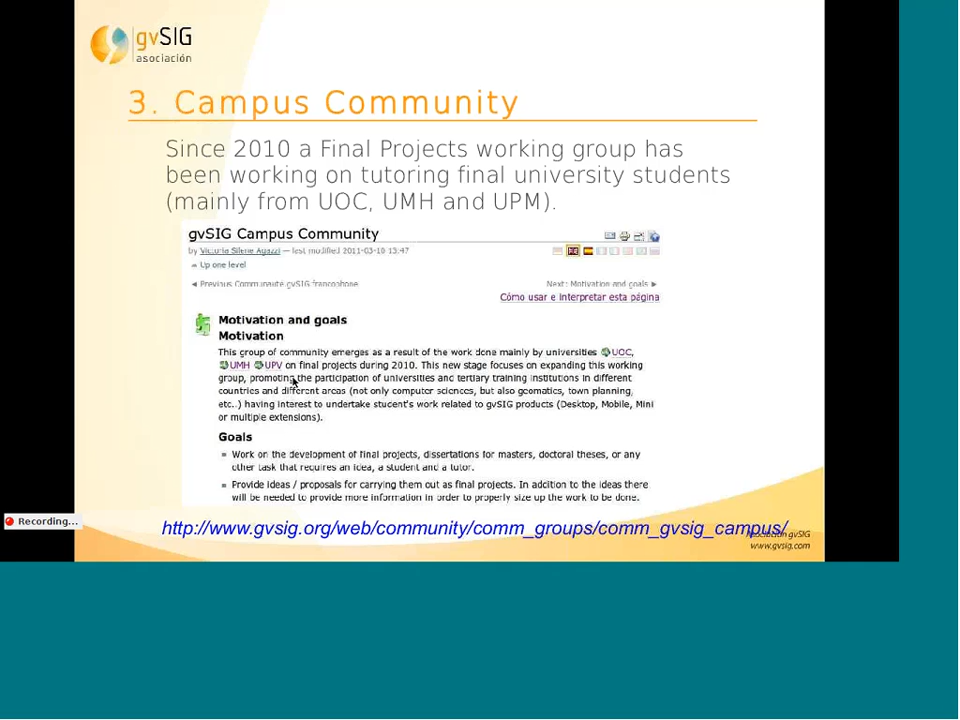 gvSIG
asociación
3. Campus Community
Since 2010 a Final Projects working group has
been working on tutoring final university students
(mainly from UOC, UMH and UPM).
gvSIG Campus Community
by Victoria Silene Agazzi — last modified 2011-03-10 13:47
Up one level
◄ Previous Communauté gvSIG francophone
Next: Motivation and goals ►
Cómo usar e interpretar esta página
Motivation and goals
Motivation
This group of community emerges as a result of the work done mainly by universities UOC,
UMH UPV on final projects during 2010. This new stage focuses on expanding this working
group, promoting the participation of universities and tertiary training institutions in different
countries and different areas (not only computer sciences, but also geomatics, town planning,
etc..) having interest to undertake student's work related to gvSIG products (Desktop, Mobile, Mini
or multiple extensions).
Goals
Work on the development of final projects, dissertations for masters, doctoral theses, or any
other task that requires an idea, a student and a tutor.
Provide ideas / proposals for carrying them out as final projects. In addition to the ideas there
will be needed to provide more information in order to properly size up the work to be done.
Recording...
http://www.gvsig.org/web/community/comm_groups/comm_gvsig_campus/
Asociación gvSIG
www.gvsig.com